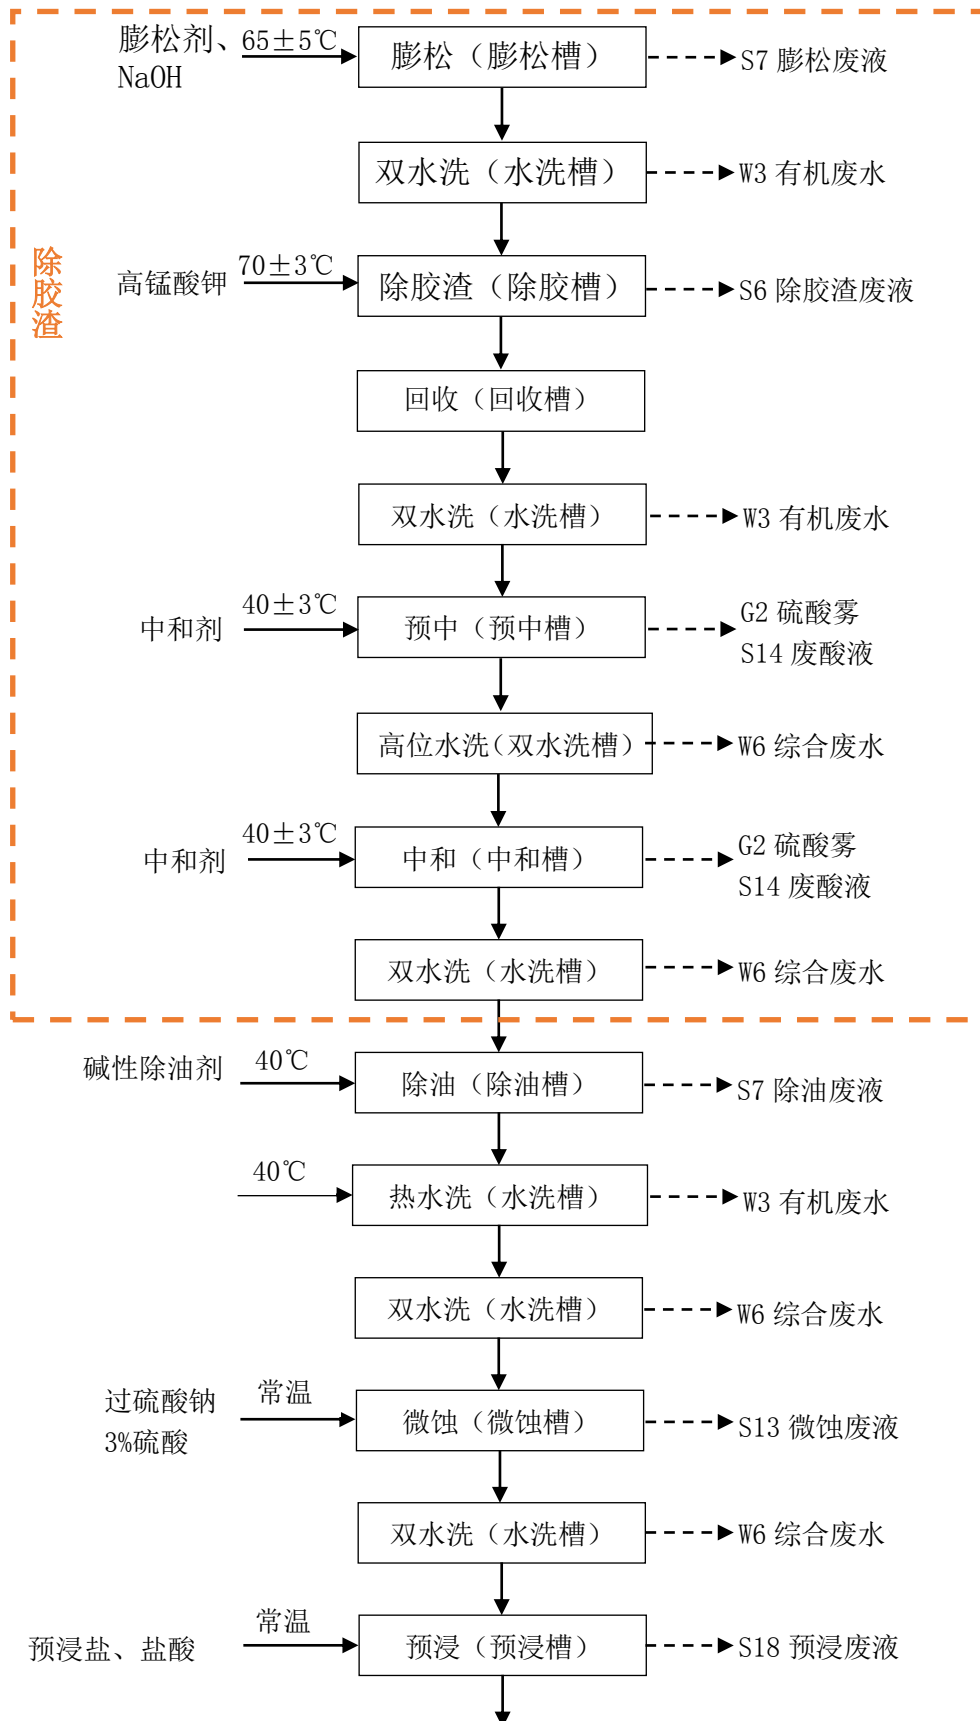 膨松剂、
NaOH
65±5℃
膨松（膨松槽）
S7 膨松废液
双水洗（水洗槽）
W3 有机废水
除胶渣
高锰酸钾
70±3℃
除胶渣（除胶槽）
S6 除胶渣废液
回收（回收槽）
双水洗（水洗槽）
W3 有机废水
中和剂
40±3℃
预中（预中槽）
G2 硫酸雾
S14 废酸液
高位水洗（双水洗槽）
W6 综合废水
中和剂
40±3℃
中和（中和槽）
G2 硫酸雾
S14 废酸液
双水洗（水洗槽）
W6 综合废水
碱性除油剂
40℃
除油（除油槽）
S7 除油废液
40℃
热水洗（水洗槽）
W3 有机废水
双水洗（水洗槽）
W6 综合废水
过硫酸钠
3%硫酸
常温
微蚀（微蚀槽）
S13 微蚀废液
双水洗（水洗槽）
W6 综合废水
预浸盐、盐酸
常温
预浸（预浸槽）
S18 预浸废液